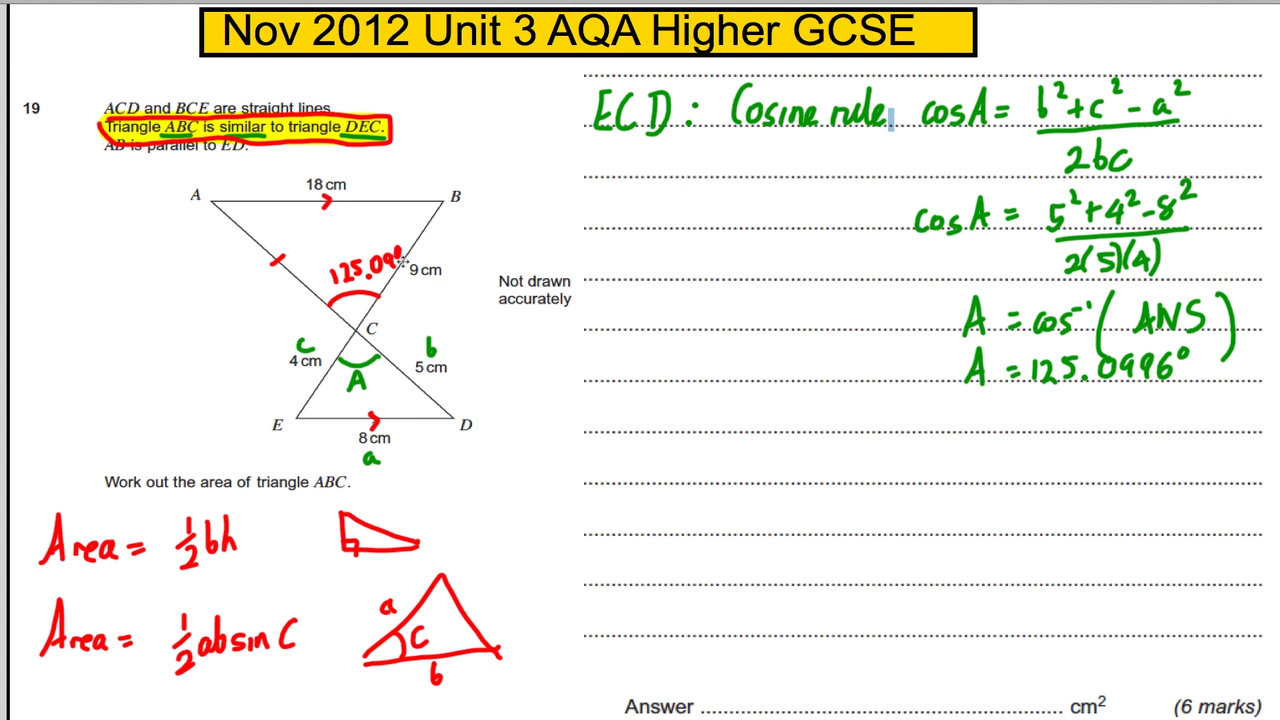 Nov 2012 Unit 3 AQA Higher GCSE
19
ACD and BCE are straight lines.
Triangle ABC is similar to triangle DEC.
AB is parallel to ED.
A
18 cm
B
125.09°
9 cm
Not drawn
accurately
C
c
4 cm
A
b
5 cm
E
D
8 cm
a
Work out the area of triangle ABC.
Area = ½bh
Area = ½absinC
a
C
b
ECD: Cosine rule, cosA = b²+c²-a²
2bc
cosA = 5²+4²-8²
2(5)(4)
A = cos⁻¹(ANS)
A = 125.0996°
Answer ................ cm² (6 marks)